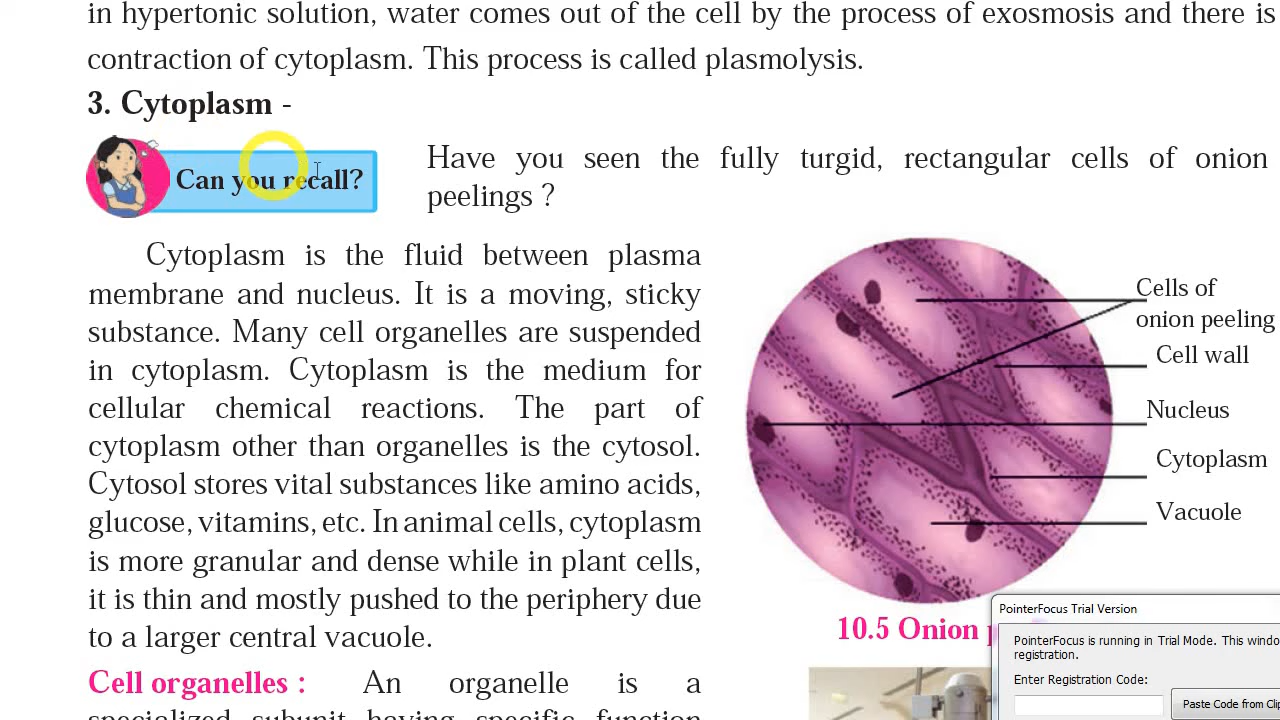 in hypertonic solution, water comes out of the cell by the process of exosmosis and there is
contraction of cytoplasm. This process is called plasmolysis.
3. Cytoplasm -
Can you recall?
Have you seen the fully turgid, rectangular cells of onion
peelings ?
Cytoplasm is the fluid between plasma
membrane and nucleus. It is a moving, sticky
substance. Many cell organelles are suspended
in cytoplasm. Cytoplasm is the medium for
cellular chemical reactions. The part of
cytoplasm other than organelles is the cytosol.
Cytosol stores vital substances like amino acids,
glucose, vitamins, etc. In animal cells, cytoplasm
is more granular and dense while in plant cells,
it is thin and mostly pushed to the periphery due
to a larger central vacuole.
Cell organelles : An organelle is a
specialized subunit having specific function
Cells of
onion peeling
Cell wall
Nucleus
Cytoplasm
Vacuole
10.5 Onion
PointerFocus Trial Version
PointerFocus is running in Trial Mode. This
registration.
Enter Registration Code:
Paste Code from